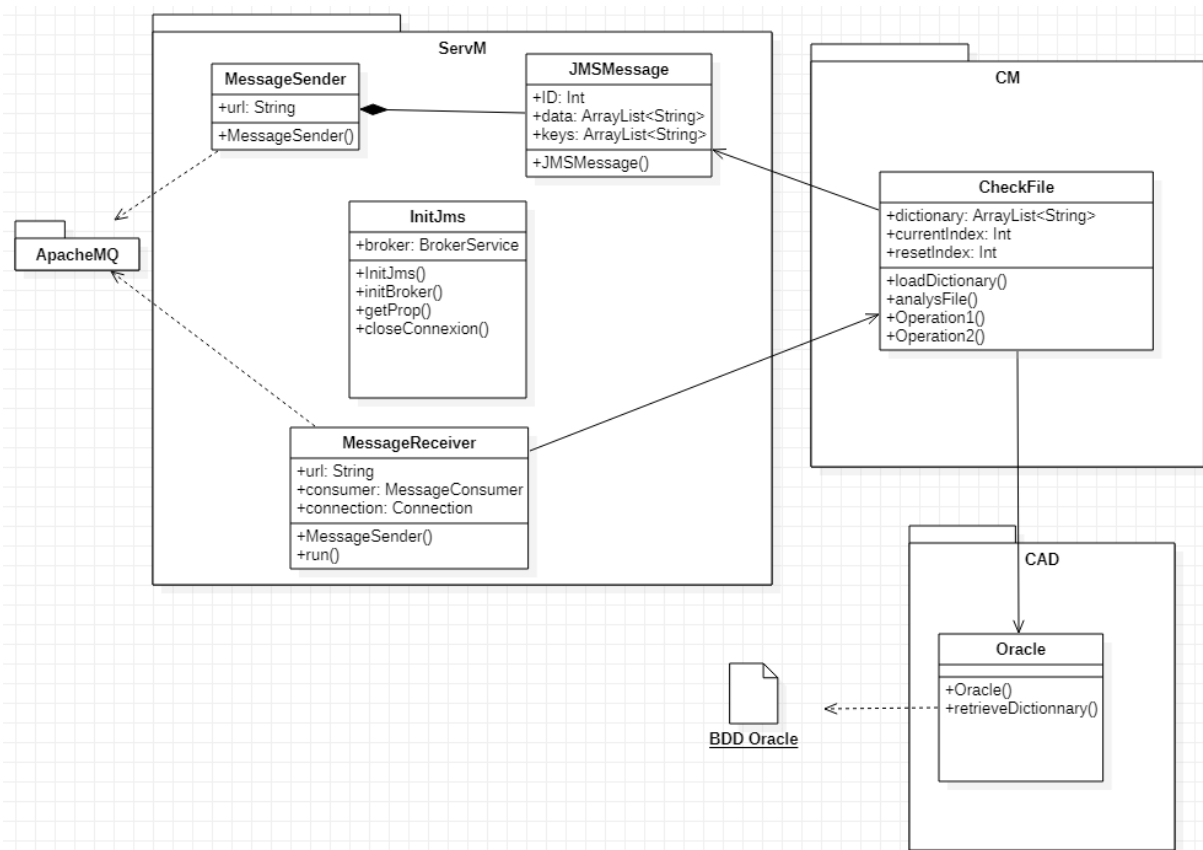 ServM
MessageSender
+url: String
+MessageSender()
JMSMessage
+ID: Int
+data: ArrayList<String>
+keys: ArrayList<String>
+JMSMessage()
InitJms
+broker: BrokerService
+InitJms()
+initBroker()
+getProp()
+closeConnexion()
ApacheMQ
MessageReceiver
+url: String
+consumer: MessageConsumer
+connection: Connection
+MessageSender()
+run()
CM
CheckFile
+dictionary: ArrayList<String>
+currentIndex: Int
+resetIndex: Int
+loadDictionary()
+analysFile()
+Operation1()
+Operation2()
CAD
Oracle
+Oracle()
+retrieveDictionnary()
BDD Oracle